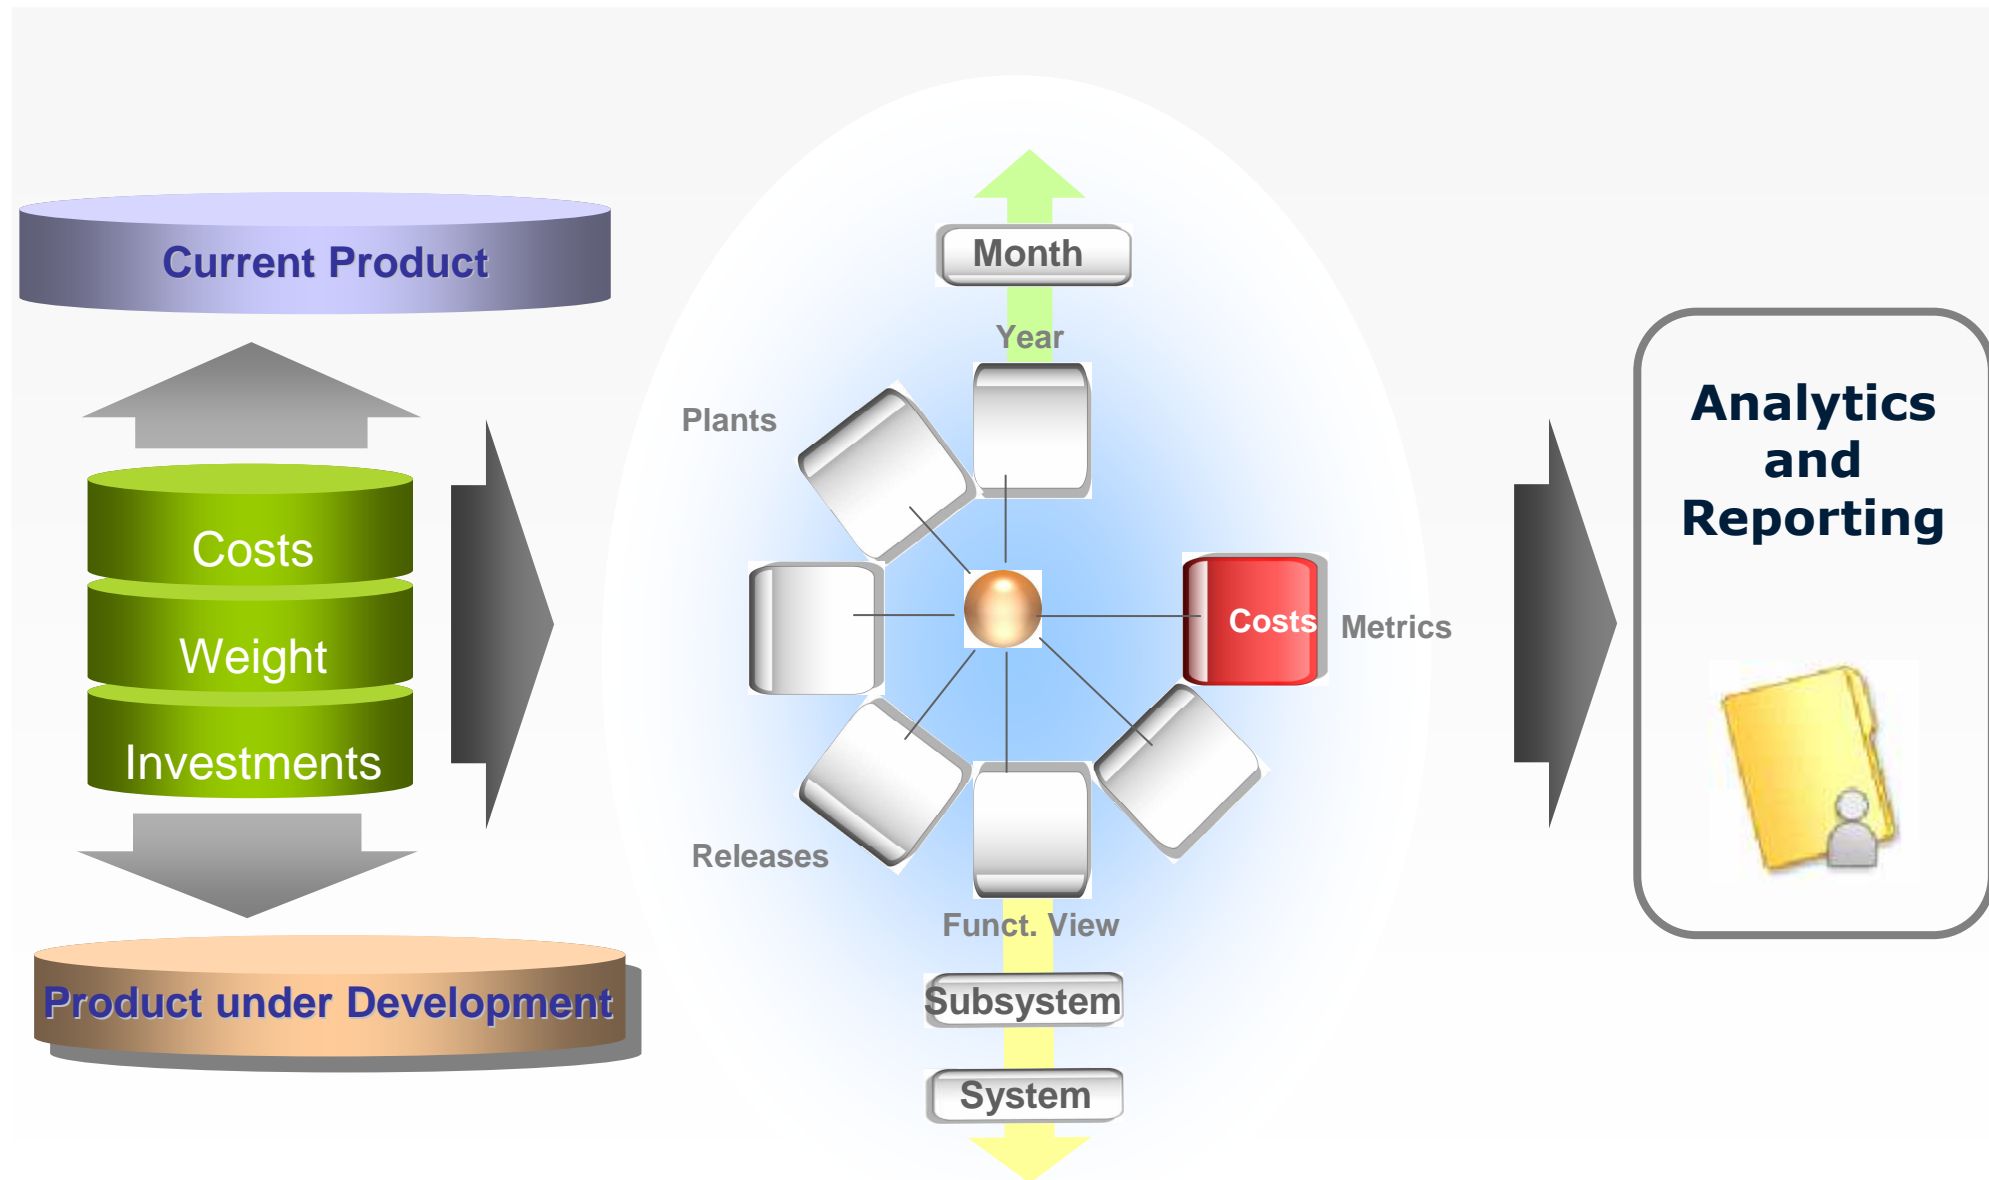 Current Product
Costs
Weight
Investments
Product under Development
Month
Year
Plants
Costs
Metrics
Releases
Funct. View
Subsystem
System
Analytics
and
Reporting